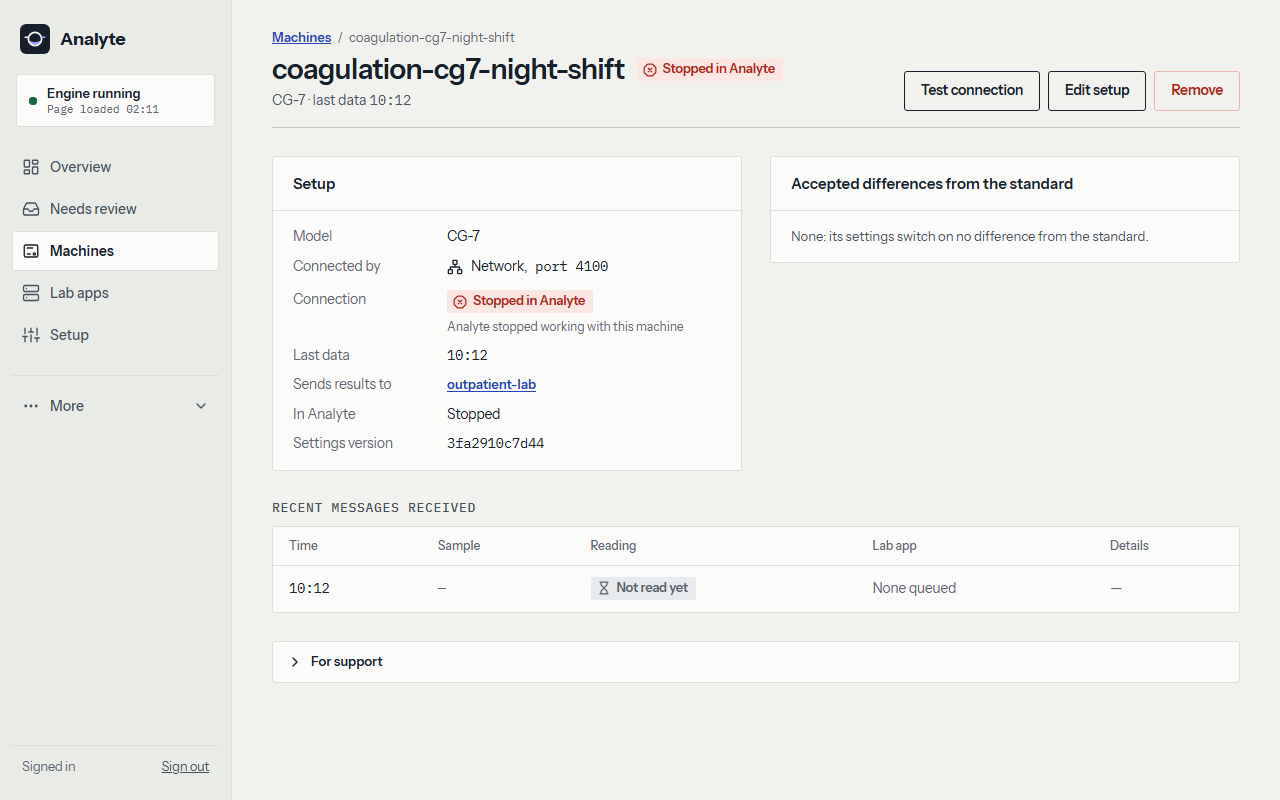 Analyte
Engine running
Page loaded 02:11
Overview
Needs review
Machines
Lab apps
Setup
More
Signed in
Sign out
Machines / coagulation-cg7-night-shift
coagulation-cg7-night-shift
Stopped in Analyte
CG-7 · last data 10:12
Test connection
Edit setup
Remove
Setup
Model
CG-7
Connected by
Network, port 4100
Connection
Stopped in Analyte
Analyte stopped working with this machine
Last data
10:12
Sends results to
outpatient-lab
In Analyte
Stopped
Settings version
3fa2910c7d44
Accepted differences from the standard
None: its settings switch on no difference from the standard.
RECENT MESSAGES RECEIVED
Time Sample Reading Lab app Details
10:12 — Not read yet None queued —
For support